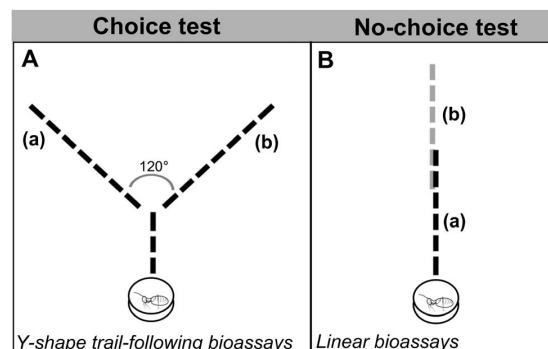 Choice test
No-choice test
A
(a)
120°
(b)
Y-shape trail-following bioassays
B
(b)
(a)
Linear bioassays